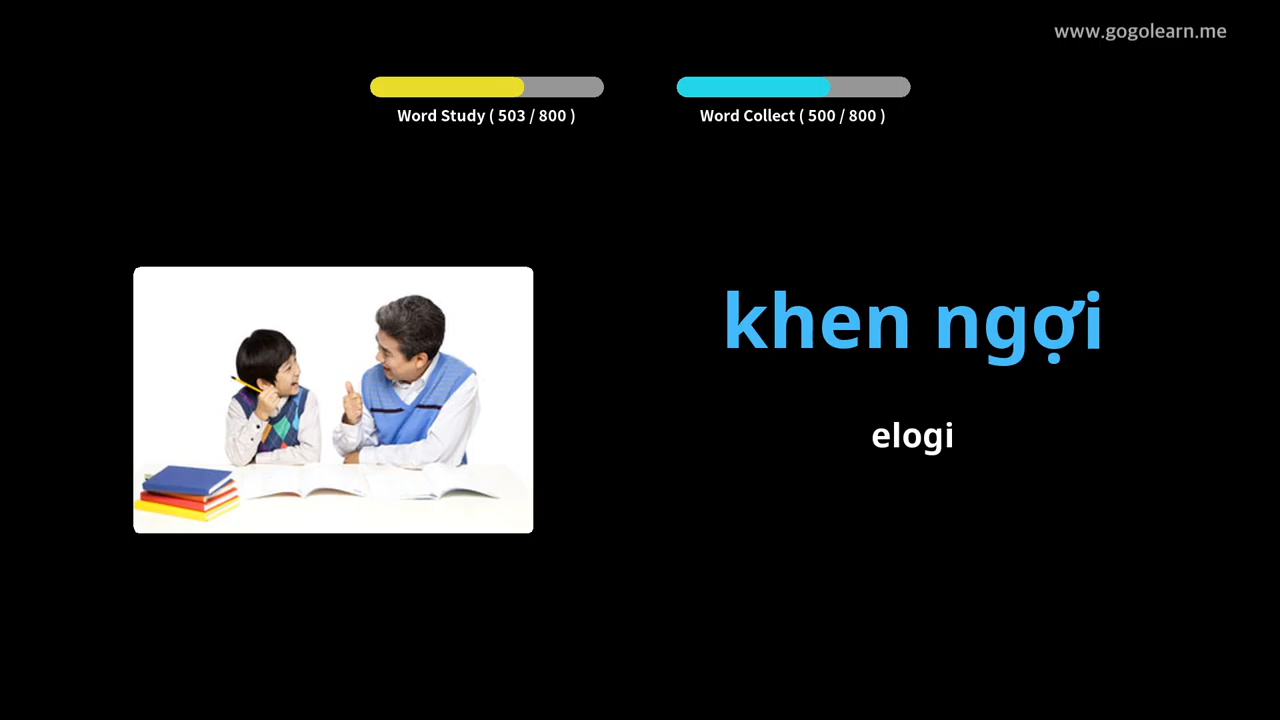 www.gogolearn.me
Word Study ( 503 / 800 )
Word Collect ( 500 / 800 )
khen ngợi
elogi